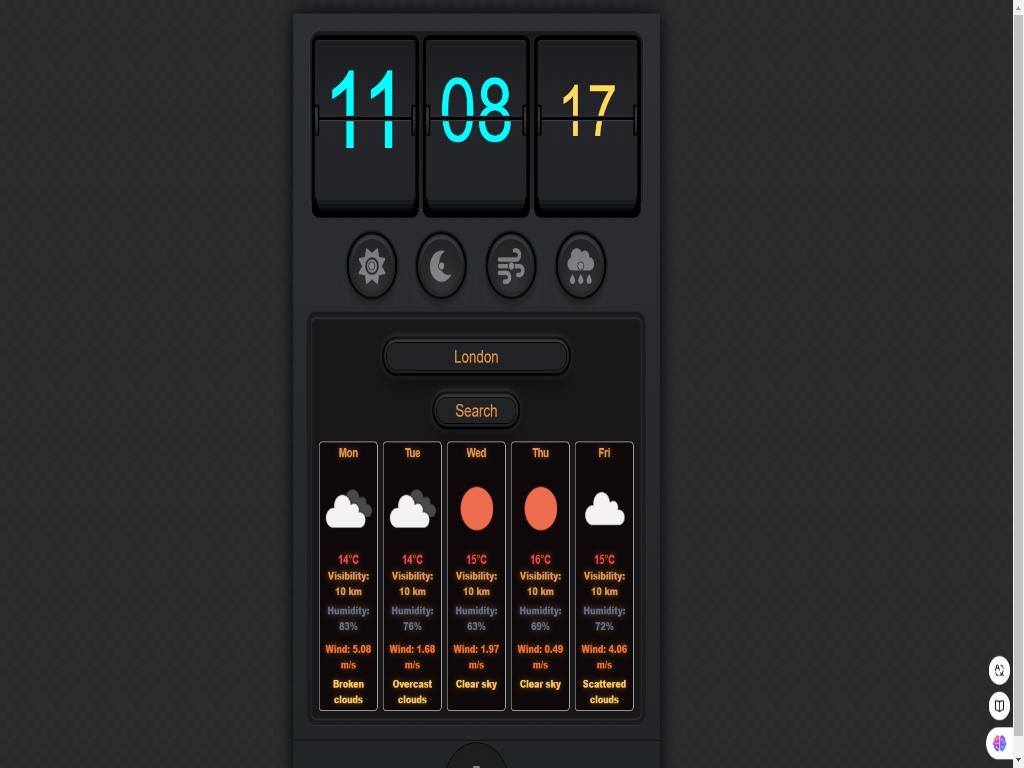 11 08 17
London
Search
Mon Tue Wed Thu Fri
14°C 14°C 15°C 16°C 15°C
Visibility: Visibility: Visibility: Visibility: Visibility:
10 km 10 km 10 km 10 km 10 km
Humidity: Humidity: Humidity: Humidity: Humidity:
83% 76% 63% 69% 72%
Wind: 5.08 Wind: 1.68 Wind: 1.97 Wind: 0.49 Wind: 4.06
m/s m/s m/s m/s m/s
Broken Overcast Clear sky Clear sky Scattered
clouds clouds clouds